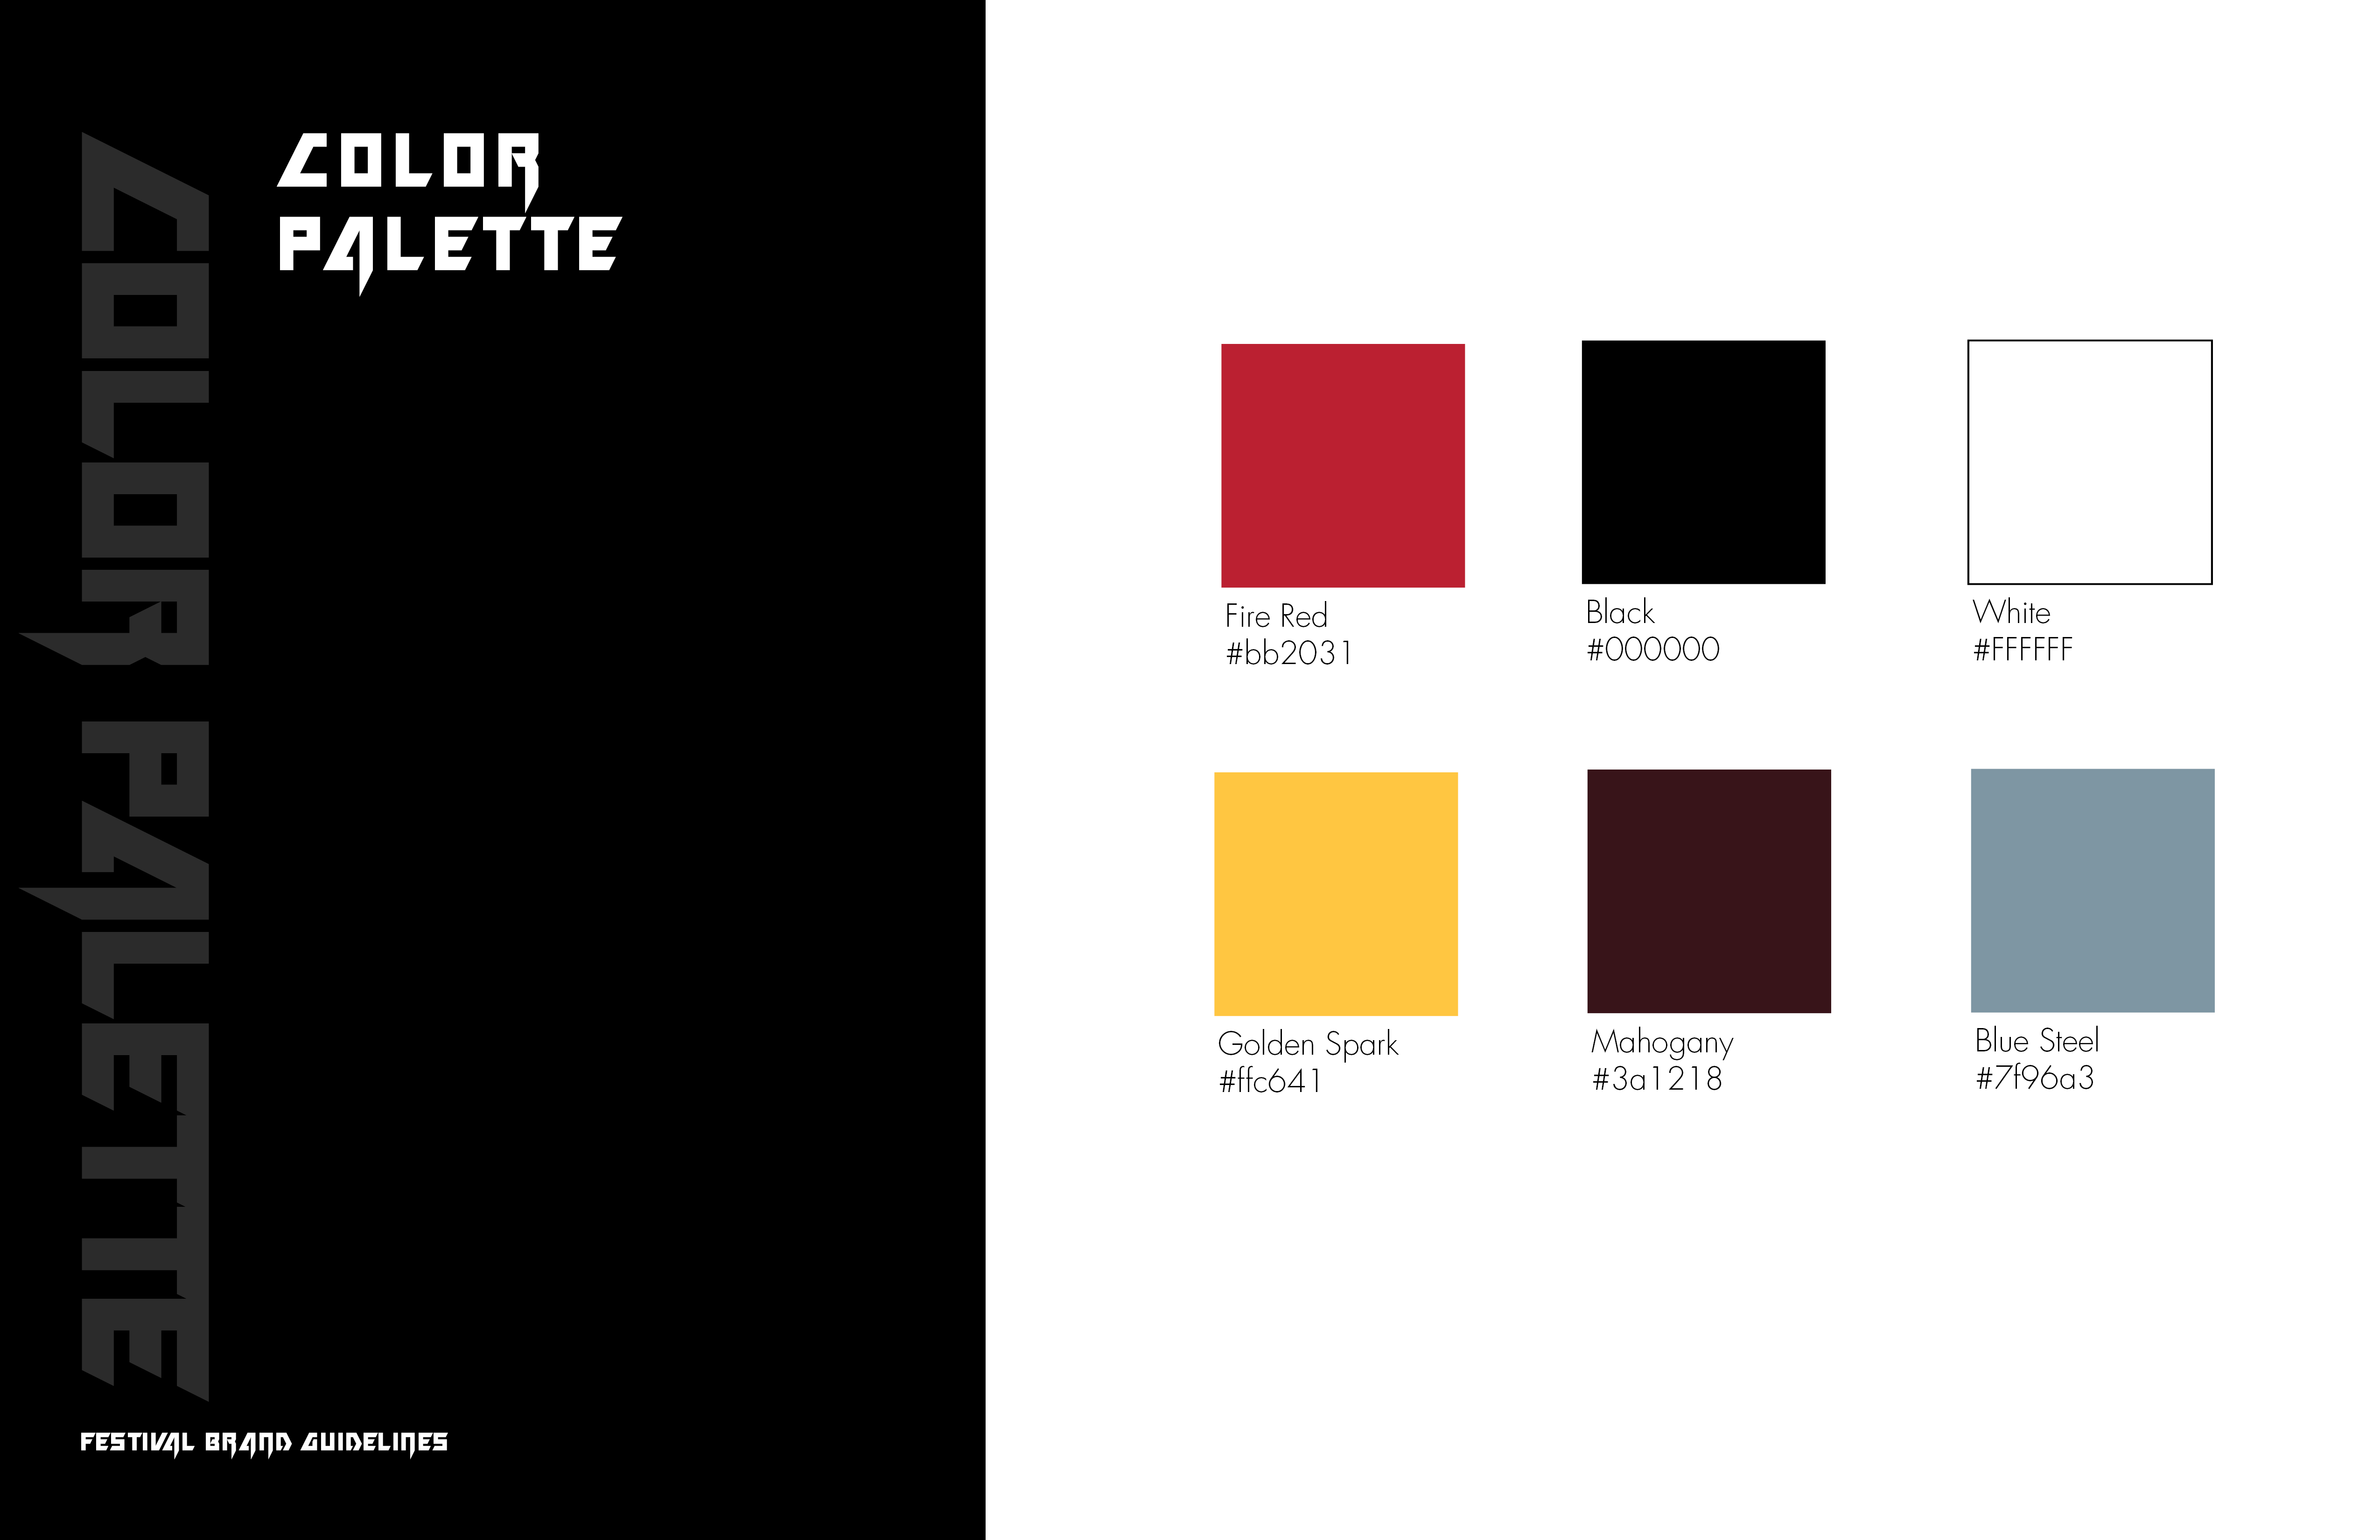 COLOR PALETTE
COLOR
PALETTE
FESTIVAL BRAND GUIDELINES
Fire Red
#bb2031
Black
#000000
White
#FFFFFF
Golden Spark
#ffc641
Mahogany
#3a1218
Blue Steel
#7f96a3